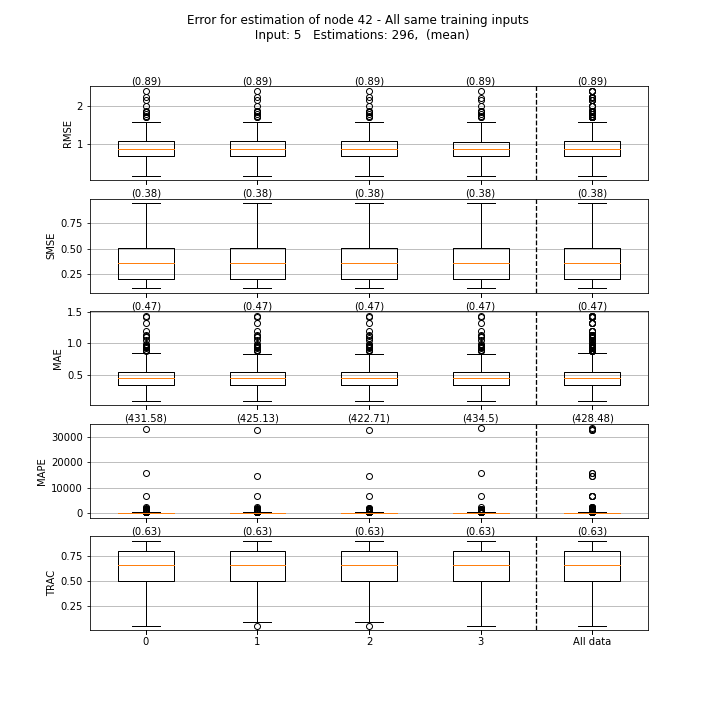 Error for estimation of node 42 - All same training inputs
Input: 5 Estimations: 296, (mean)
(0.89) (0.89) (0.89) (0.89) (0.89)
2
RMSE
1
(0.38) (0.38) (0.38) (0.38) (0.38)
0.75
SMSE
0.50
0.25
(0.47) (0.47) (0.47) (0.47) (0.47)
1.5
1.0
MAE
0.5
(431.58) (425.13) (422.71) (434.5) (428.48)
30000
20000
MAPE
10000
0
(0.63) (0.63) (0.63) (0.63) (0.63)
0.75
TRAC
0.50
0.25
0 1 2 3 All data